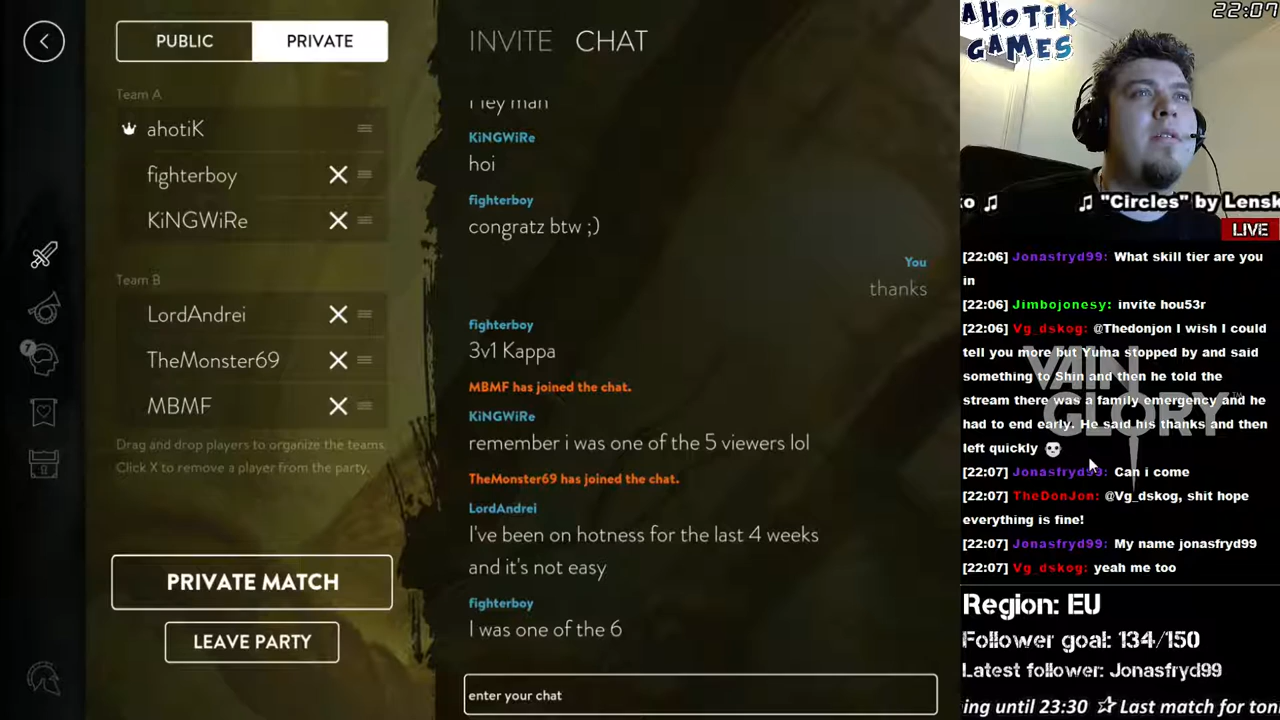 PUBLIC
PRIVATE
Team A
ahotiK
fighterboy
KiNGWiRe
Team B
LordAndrei
TheMonster69
MBMF
Drag and drop players to organize the teams.
Click X to remove a player from the party.
PRIVATE MATCH
LEAVE PARTY
7
INVITE CHAT
Hey man
KiNGWiRe
hoi
fighterboy
congratz btw ;)
You
thanks
fighterboy
3v1 Kappa
MBMF has joined the chat.
KiNGWiRe
remember i was one of the 5 viewers lol
TheMonster69 has joined the chat.
LordAndrei
I've been on hotness for the last 4 weeks
and it's not easy
fighterboy
I was one of the 6
enter your chat
AHOTIK
GAMES
22:07
ko ♫ ♫ "Circles" by Lensk
LIVE
[22:06] Jonasfryd99: What skill tier are you
in
[22:06] Jimbojonesy: invite hou53r
[22:06] Vg_dskog: @Thedonjon I wish I could
tell you more but Yuma stopped by and said
something to Shin and then he told the
stream there was a family emergency and he
had to end early. He said his thanks and then
left quickly
[22:07] Jonasfryd99: Can i come
[22:07] TheDonJon: @Vg_dskog, shit hope
everything is fine!
[22:07] Jonasfryd99: My name jonasfryd99
[22:07] Vg_dskog: yeah me too
VAIN
GLORY
Region: EU
Follower goal: 134/150
Latest follower: Jonasfryd99
ing until 23:30 ☆ Last match for toni